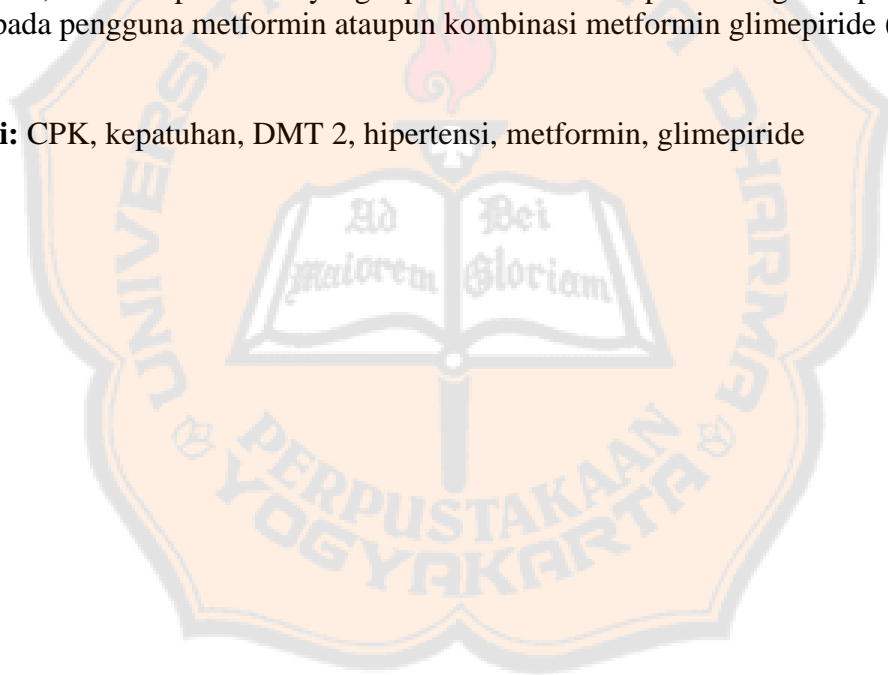 pada pengguna metformin ataupun kombinasi metformin glimepiride (
i: CPK, kepatuhan, DMT 2, hipertensi, metformin, glimepiride
Ad Dei
Maiorem Gloriam
PERPUSTAKAAN
YOGYAKARTA
DHARMA